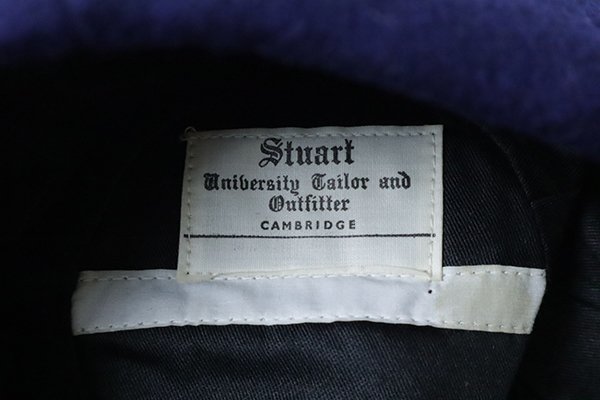 Stuart
University Tailor and
Outfitter
CAMBRIDGE